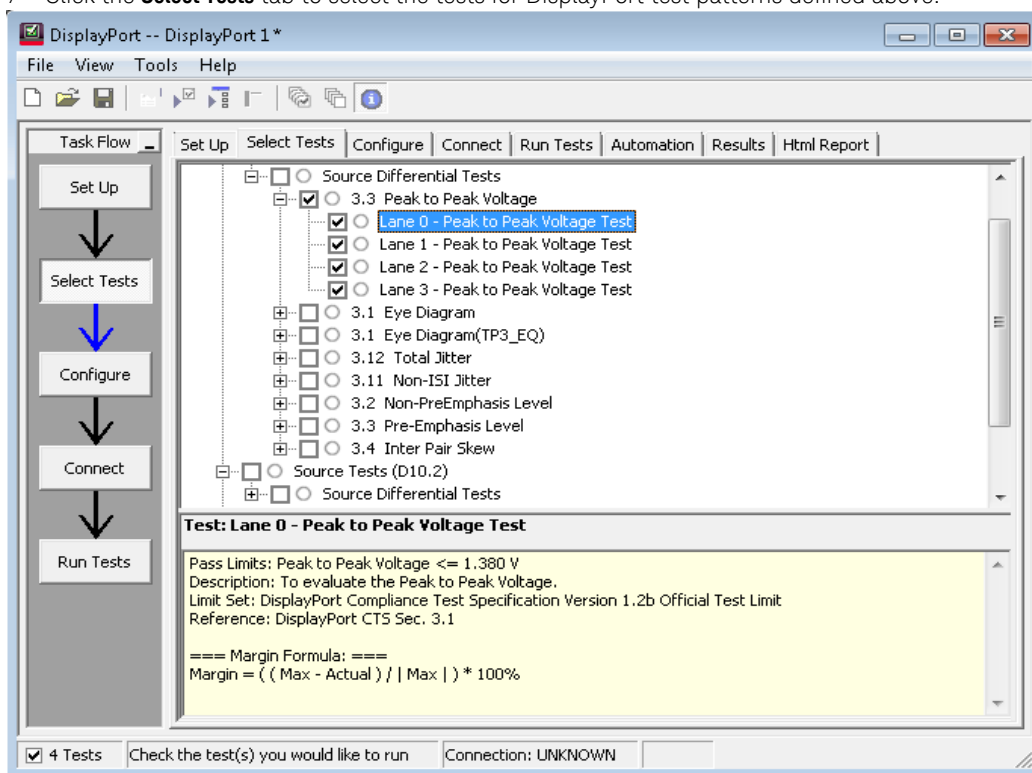 Click the Select Tests tab to select the tests for DisplayPort test patterns defined above.
DisplayPort -- DisplayPort 1*
File View Tools Help
Task Flow
Set Up
Select Tests
Configure
Connect
Run Tests
Set Up Select Tests Configure Connect Run Tests Automation Results Html Report
Source Differential Tests
3.3 Peak to Peak Voltage
Lane 0 - Peak to Peak Voltage Test
Lane 1 - Peak to Peak Voltage Test
Lane 2 - Peak to Peak Voltage Test
Lane 3 - Peak to Peak Voltage Test
3.1 Eye Diagram
3.1 Eye Diagram(TP3_EQ)
3.12 Total Jitter
3.11 Non-ISI Jitter
3.2 Non-PreEmphasis Level
3.3 Pre-Emphasis Level
3.4 Inter Pair Skew
Source Tests (D10.2)
Source Differential Tests
Test: Lane 0 - Peak to Peak Voltage Test
Pass Limits: Peak to Peak Voltage <= 1.380 V
Description: To evaluate the Peak to Peak Voltage.
Limit Set: DisplayPort Compliance Test Specification Version 1.2b Official Test Limit
Reference: DisplayPort CTS Sec. 3.1
=== Margin Formula: ===
Margin = ( ( Max - Actual ) / | Max | ) * 100%
4 Tests Check the test(s) you would like to run Connection: UNKNOWN